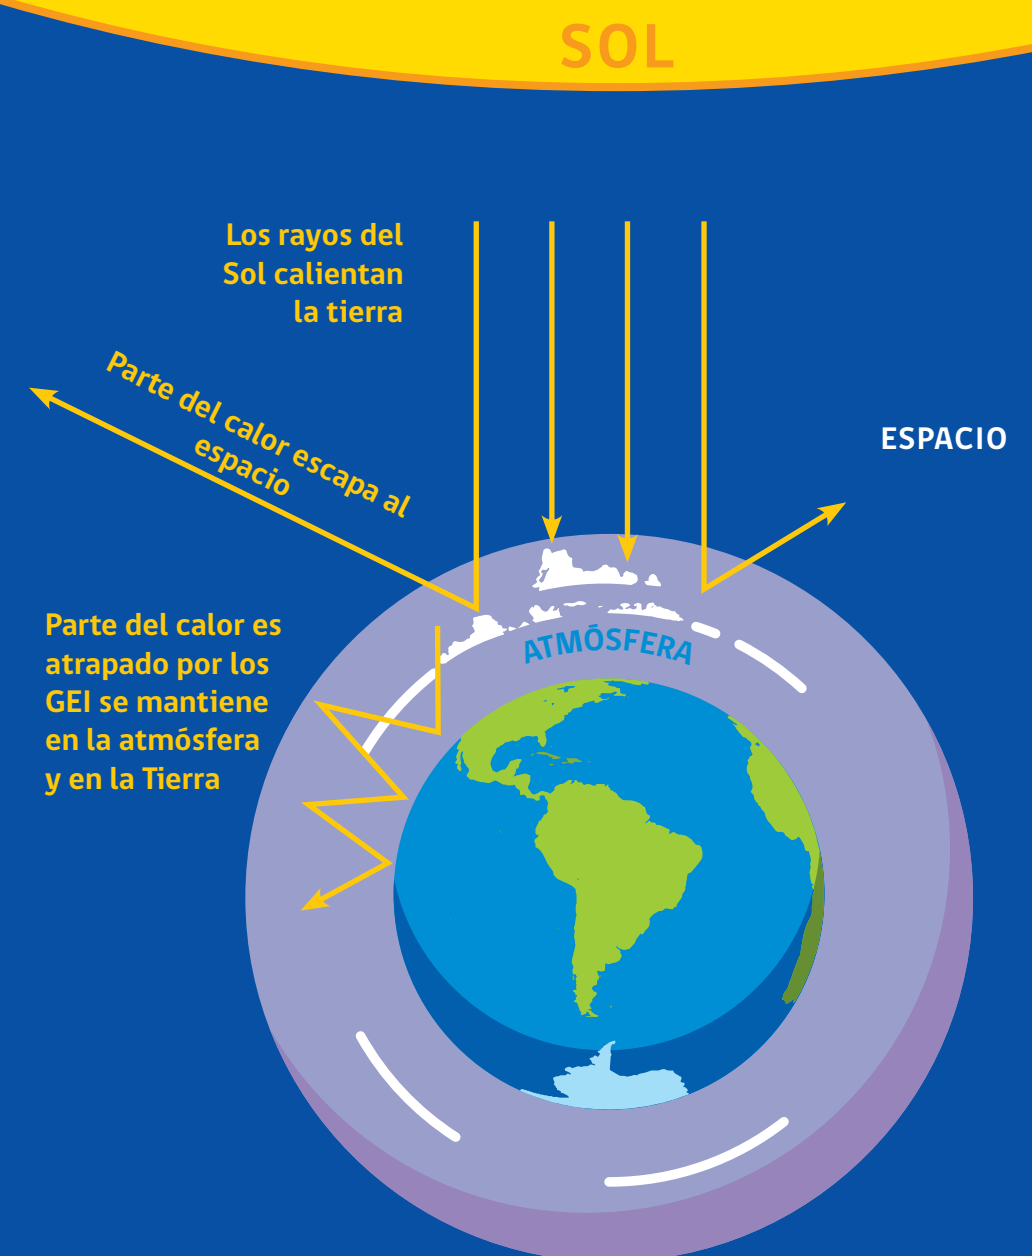 SOL
Los rayos del
Sol calientan
la tierra
Parte del calor escapa al
espacio
ESPACIO
Parte del calor es
atrapado por los
GEI se mantiene
en la atmósfera
y en la Tierra
ATMÓSFERA